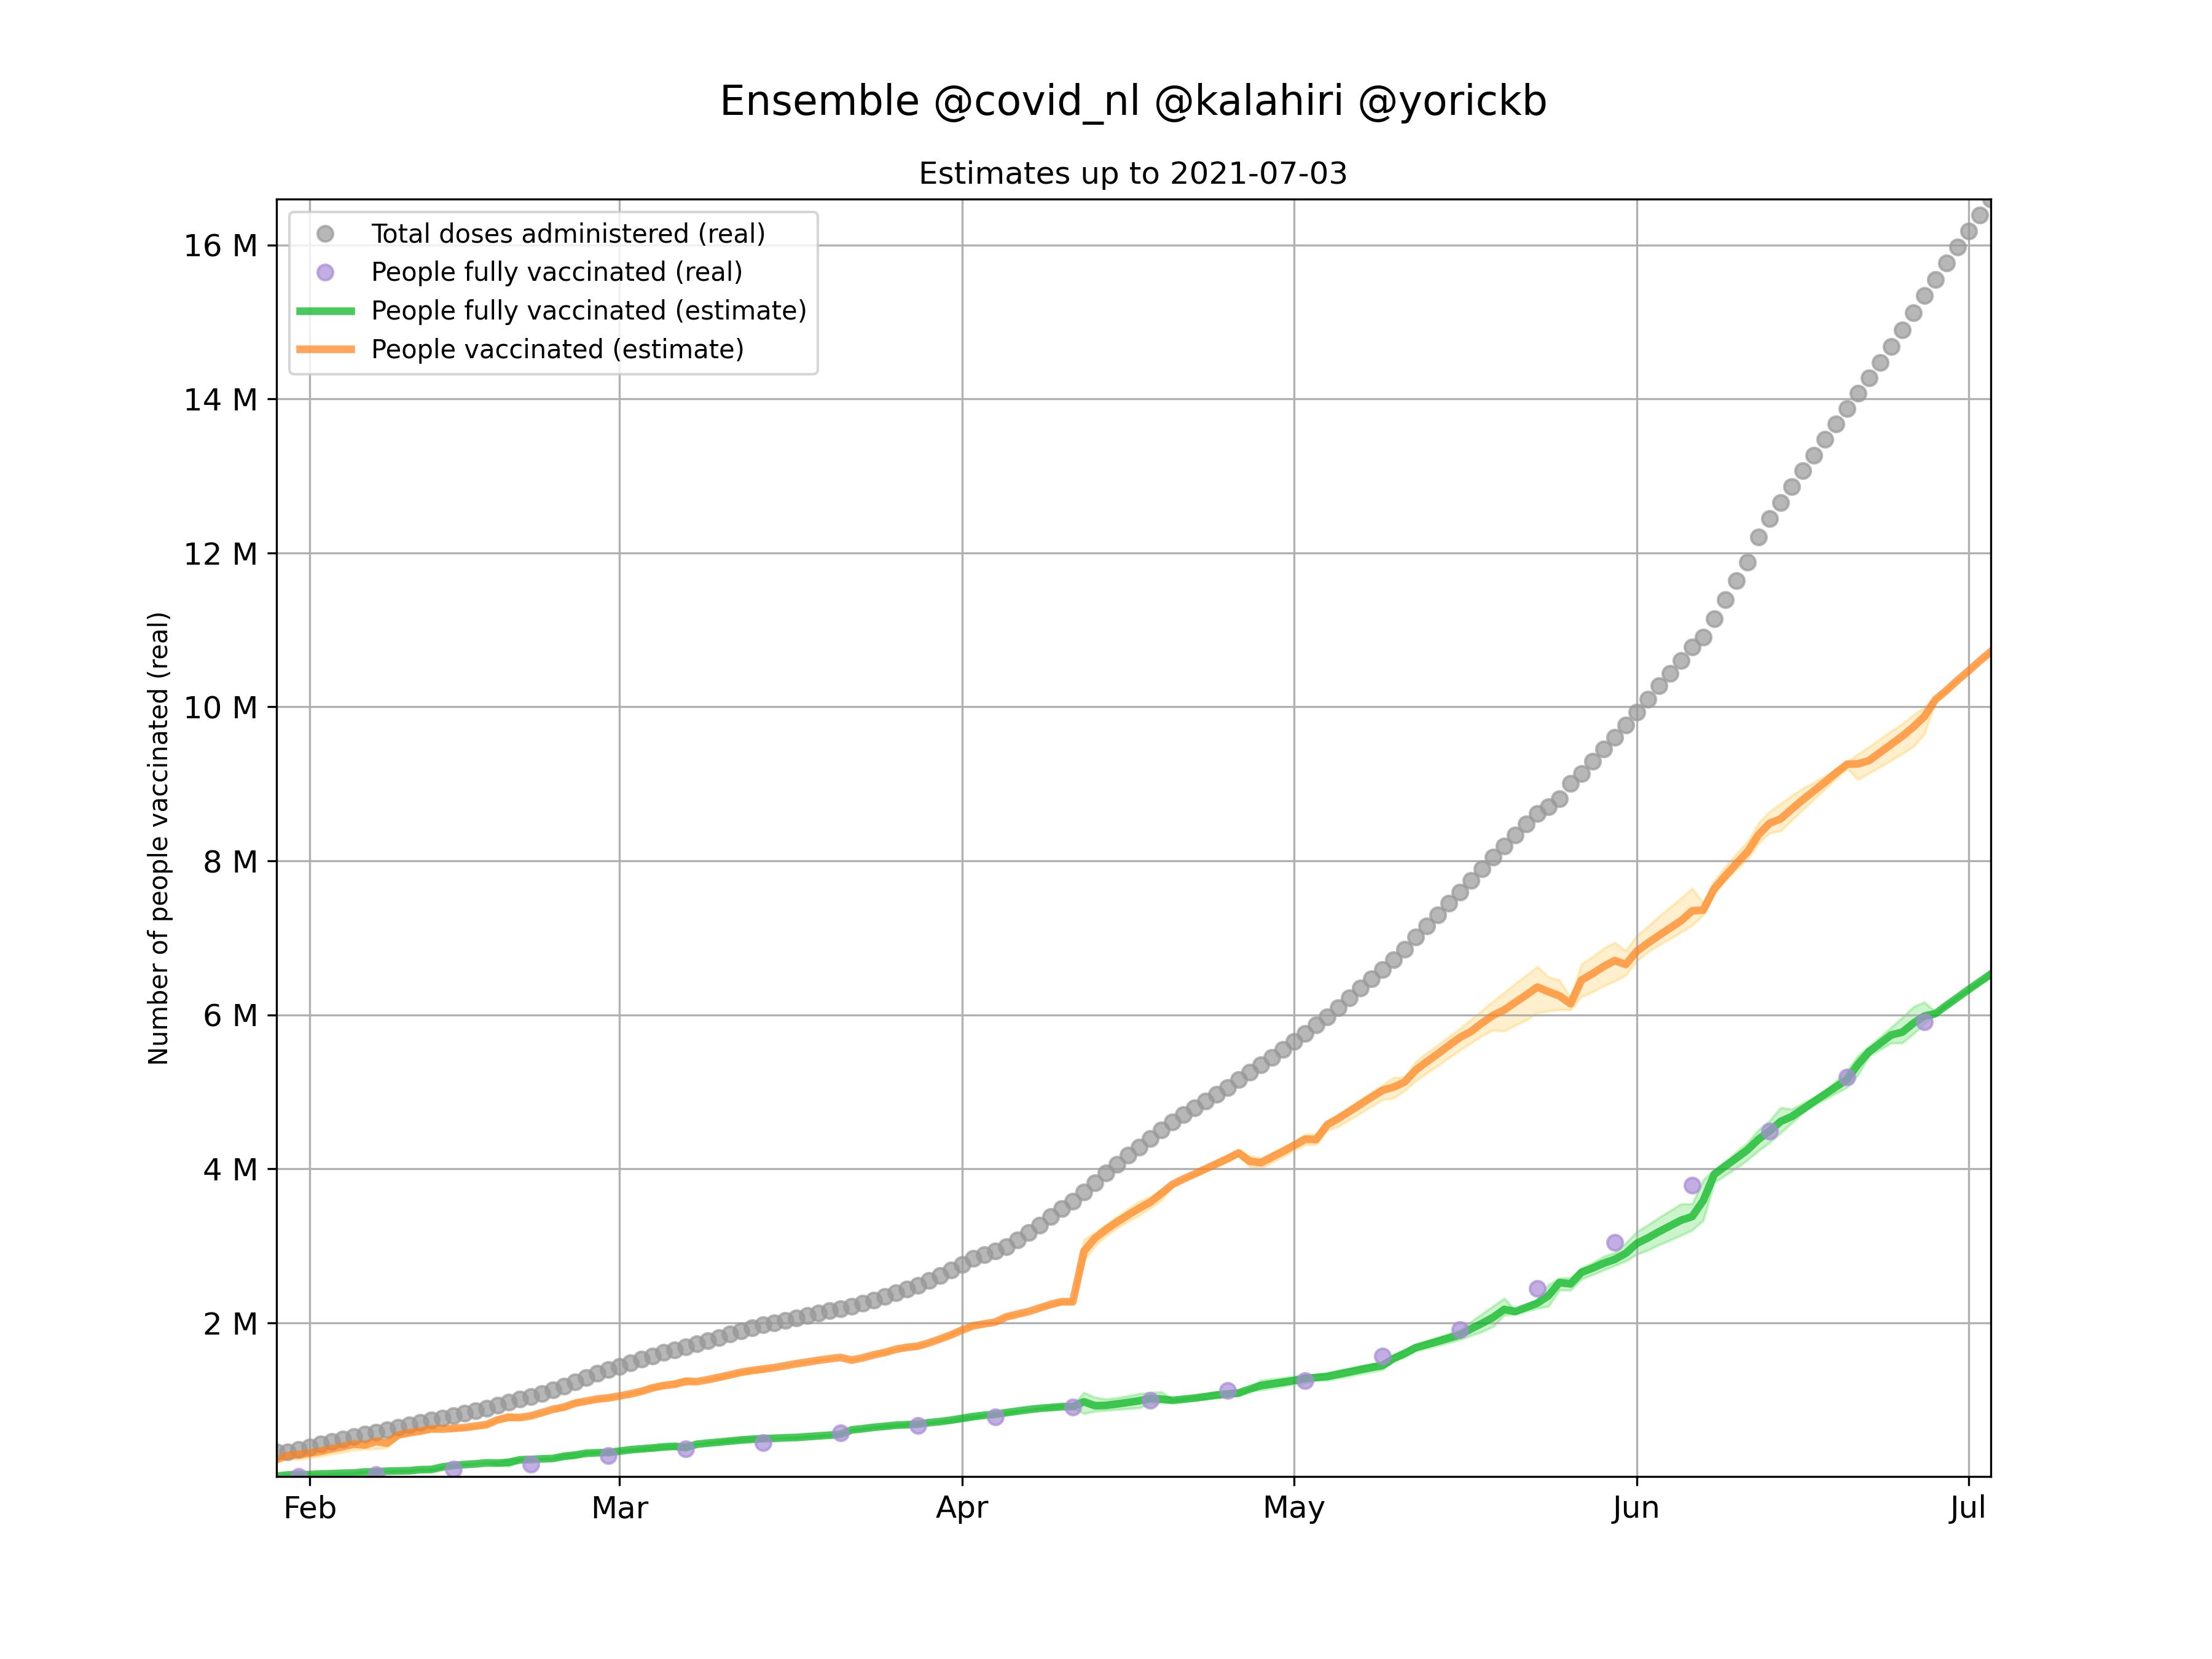 Ensemble @covid_nl @kalahiri @yorickb
Estimates up to 2021-07-03
Total doses administered (real)
People fully vaccinated (real)
People fully vaccinated (estimate)
People vaccinated (estimate)
Number of people vaccinated (real)
16 M
14 M
12 M
10 M
8 M
6 M
4 M
2 M
Feb
Mar
Apr
May
Jun
Jul